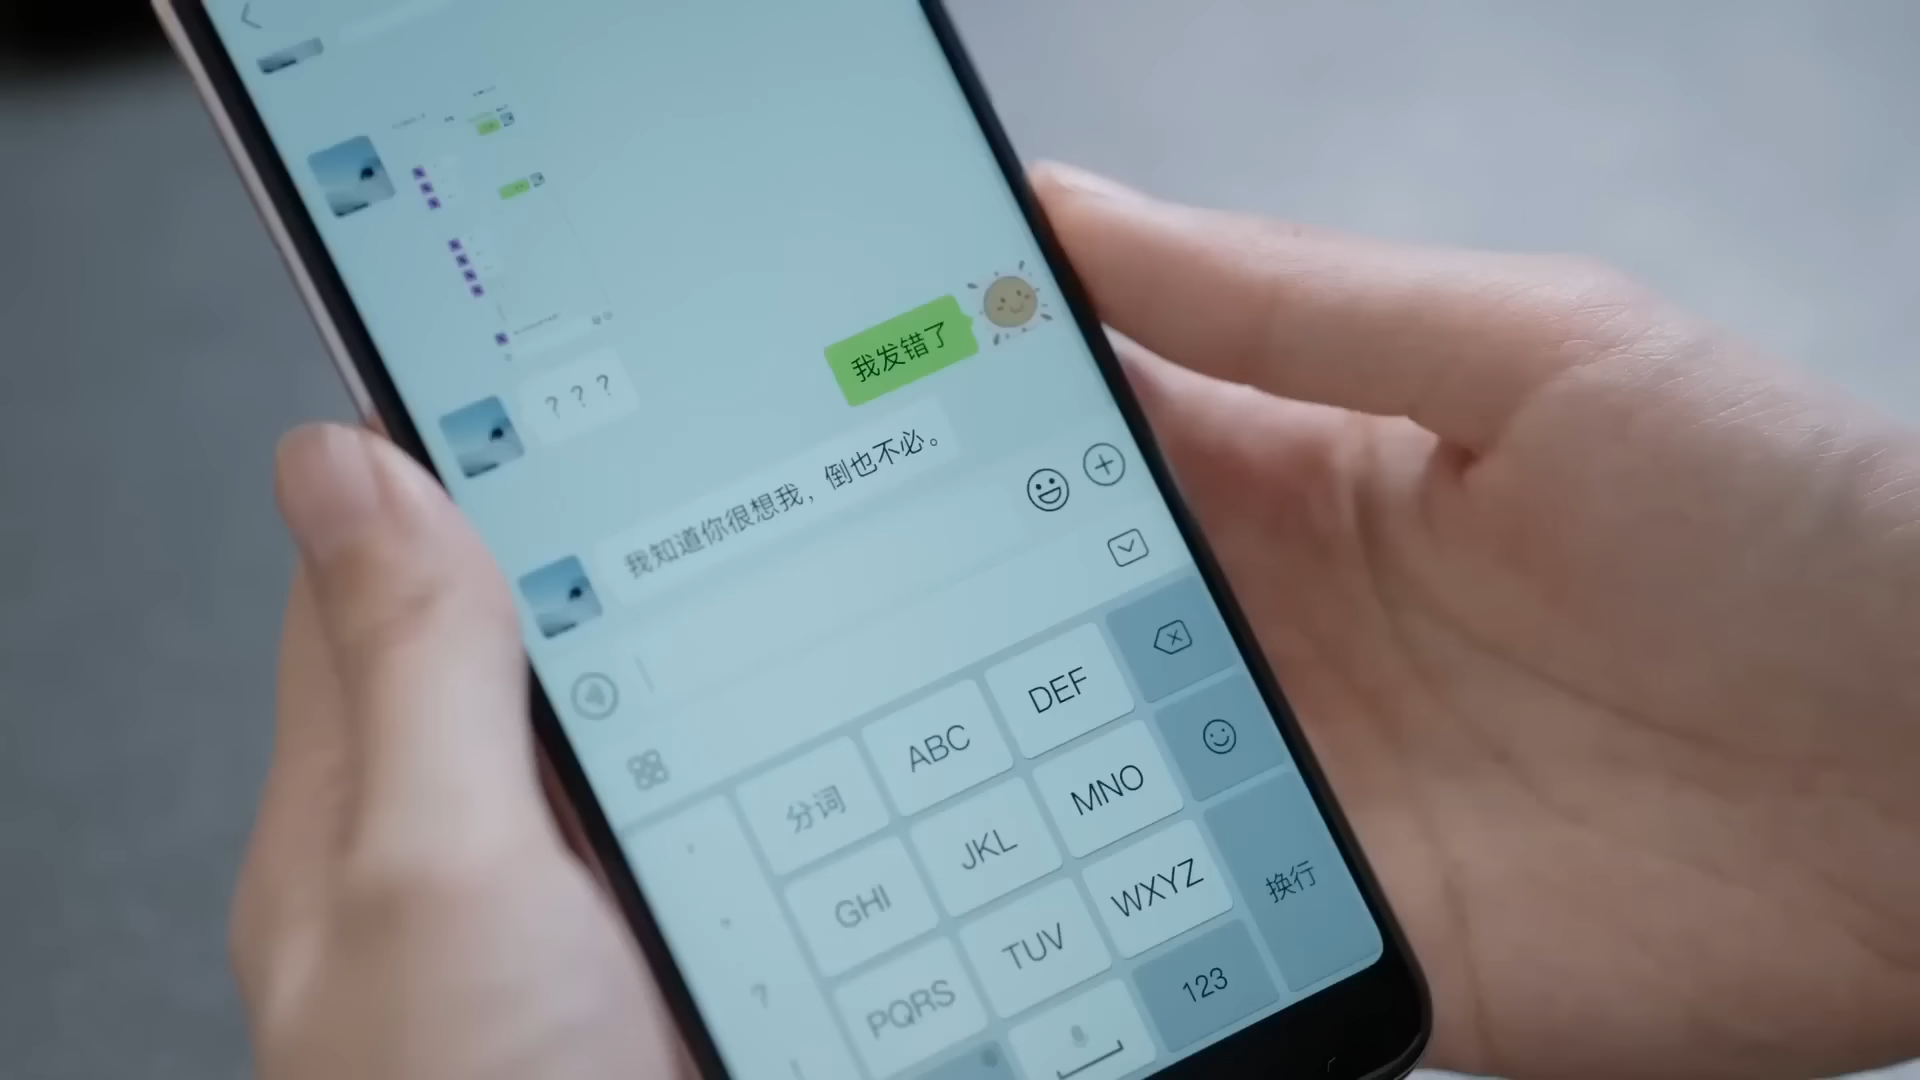 ？？？
我发错了
我知道你很想我，倒也不必。
分词
ABC
DEF
GHI
JKL
MNO
PQRS
TUV
WXYZ
换行
?
123